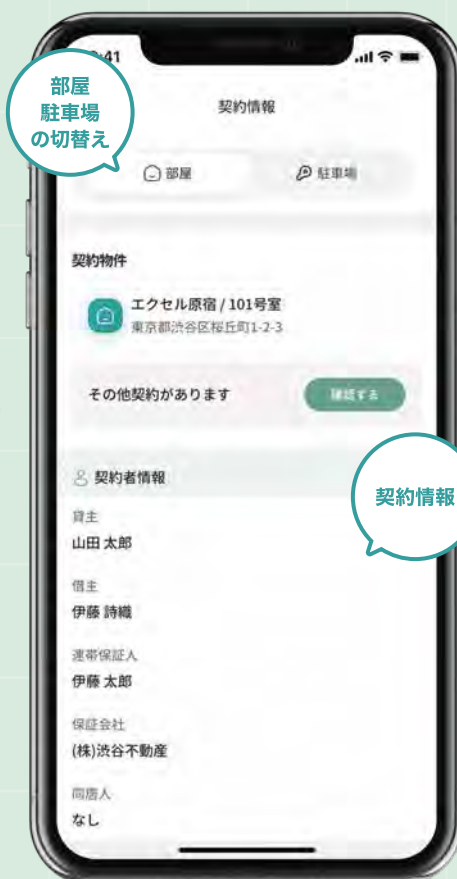 :41
部屋
駐車場
の切替え
契約情報
部屋
駐車場
契約物件
エクセル原宿 / 101号室
東京都渋谷区桜丘町1-2-3
その他契約があります
確認する
契約者情報
契約情報
貸主
山田 太郎
借主
伊藤 詩織
連帯保証人
伊藤 太郎
保証会社
(株)渋谷不動産
同居人
なし